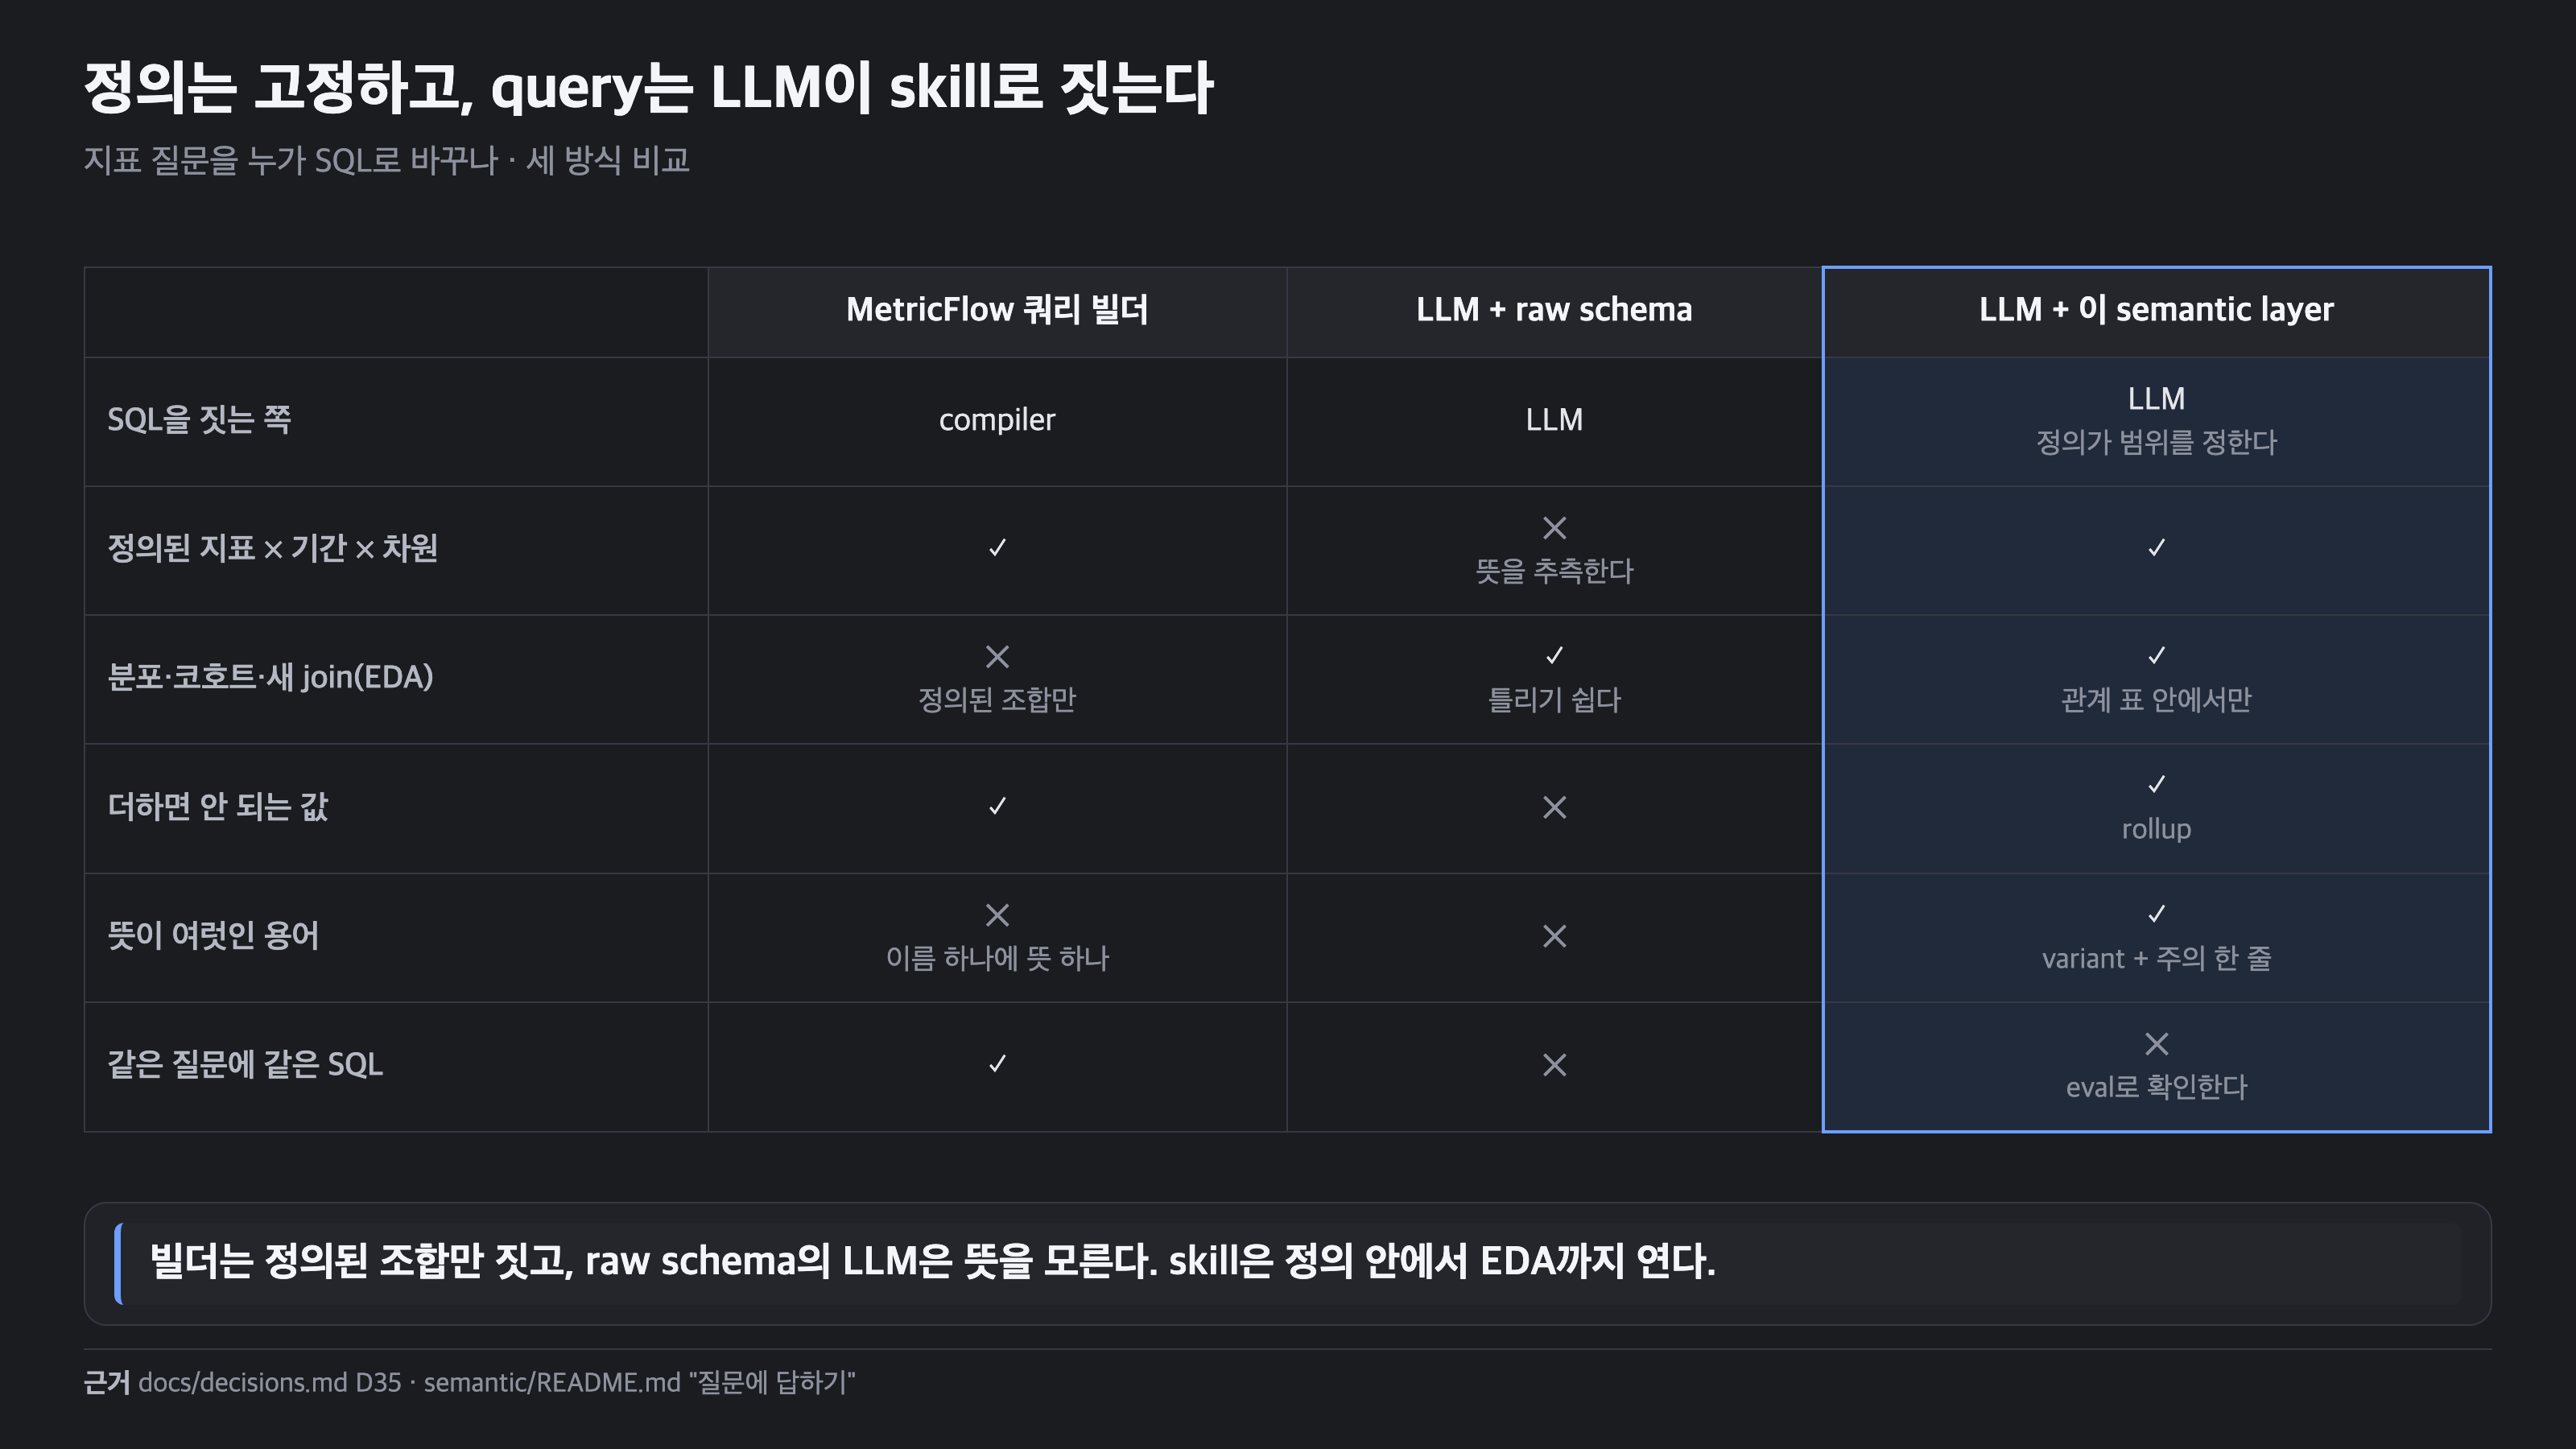 정의는 고정하고, query는 LLM이 skill로 짓는다
지표 질문을 누가 SQL로 바꾸나 · 세 방식 비교
MetricFlow 쿼리 빌더
LLM + raw schema
LLM + 이 semantic layer
SQL을 짓는 쪽
compiler
LLM
LLM
정의가 범위를 정한다
정의된 지표 × 기간 × 차원
✓
✕
뜻을 추측한다
✓
분포·코호트·새 join(EDA)
✕
정의된 조합만
✓
틀리기 쉽다
✓
관계 표 안에서만
더하면 안 되는 값
✓
✕
✓
rollup
뜻이 여럿인 용어
✕
이름 하나에 뜻 하나
✕
✓
variant + 주의 한 줄
같은 질문에 같은 SQL
✓
✕
✕
eval로 확인한다
빌더는 정의된 조합만 짓고, raw schema의 LLM은 뜻을 모른다. skill은 정의 안에서 EDA까지 연다.
근거 docs/decisions.md D35 · semantic/README.md "질문에 답하기"